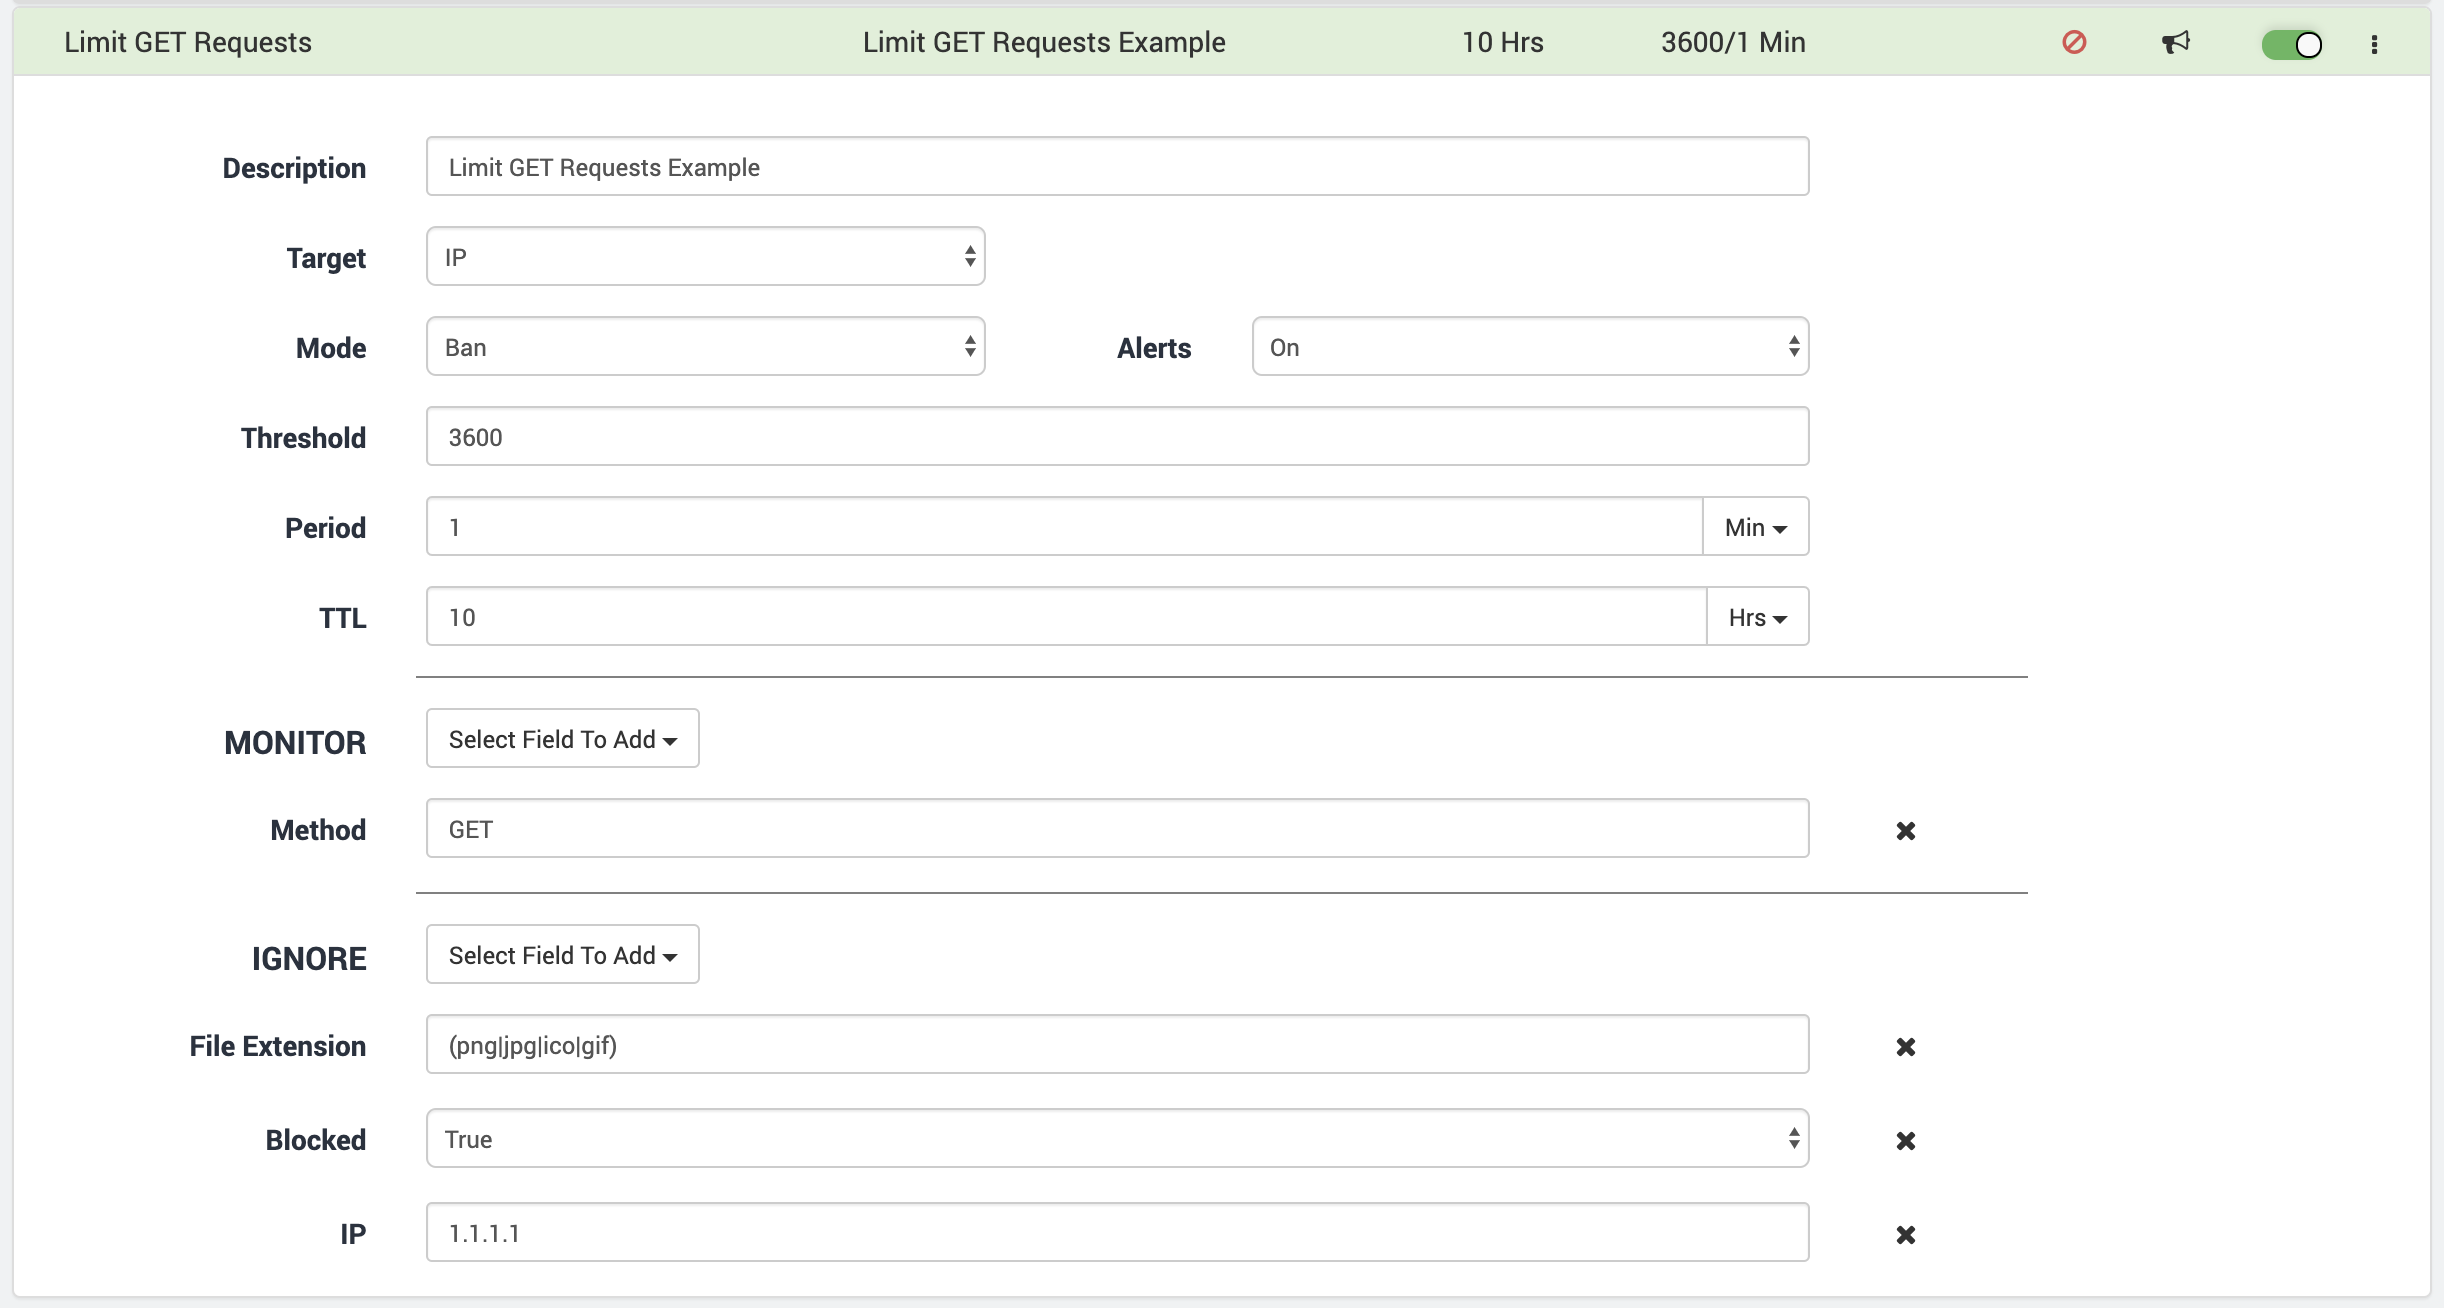 Limit GET Requests Limit GET Requests Example 10 Hrs 3600/1 Min
Description Limit GET Requests Example
Target IP
Mode Ban Alerts On
Threshold 3600
Period 1 Min
TTL 10 Hrs
MONITOR Select Field To Add
Method GET
IGNORE Select Field To Add
File Extension (png|jpg|ico|gif)
Blocked True
IP 1.1.1.1